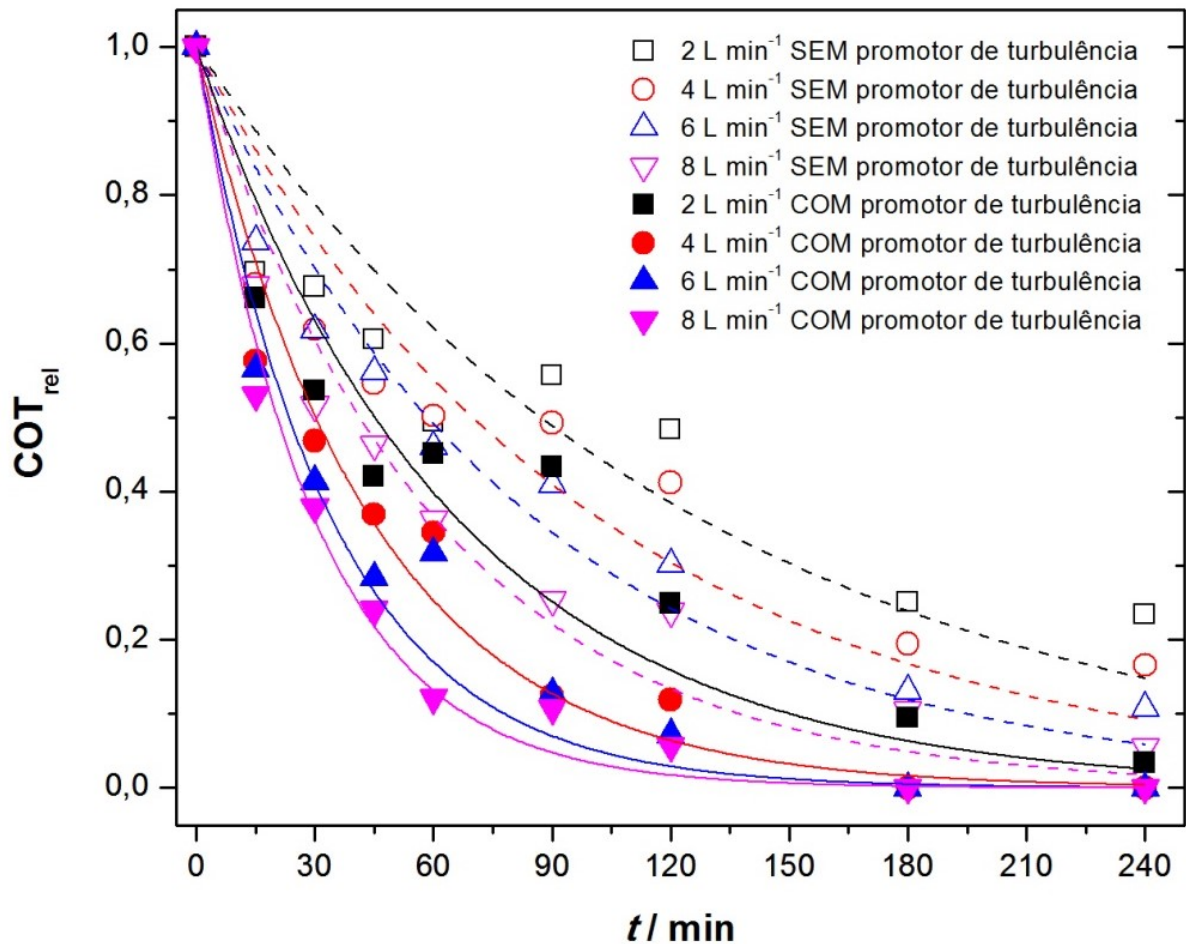 1,0
0,8
0,6
0,4
0,2
0,0
COT_rel
2 L min⁻¹ SEM promotor de turbulência
4 L min⁻¹ SEM promotor de turbulência
6 L min⁻¹ SEM promotor de turbulência
8 L min⁻¹ SEM promotor de turbulência
2 L min⁻¹ COM promotor de turbulência
4 L min⁻¹ COM promotor de turbulência
6 L min⁻¹ COM promotor de turbulência
8 L min⁻¹ COM promotor de turbulência
0 30 60 90 120 150 180 210 240
t / min